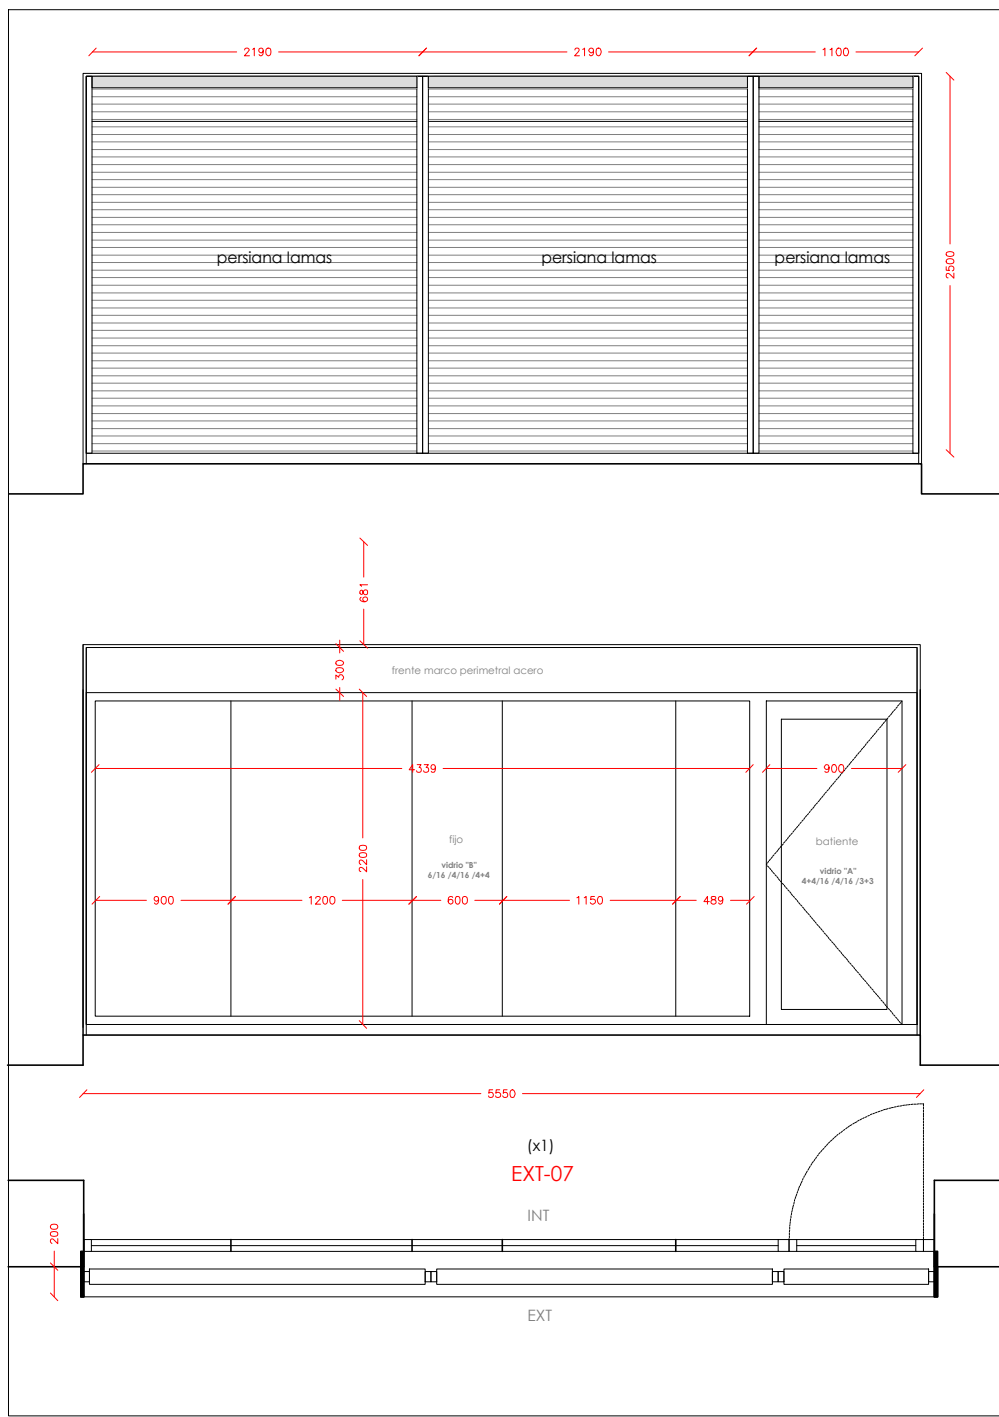 2190
2190
1100
persiana lamas
persiana lamas
persiana lamas
2500
681
300
frente marco perimetral acero
4339
900
fijo
vidrio "B"
6/16 /4/16 /4+4
batiente
vidrio "A"
4+4/16 /4/16 /3+3
2200
900
1200
600
1150
489
5550
(x1)
EXT-07
INT
200
EXT